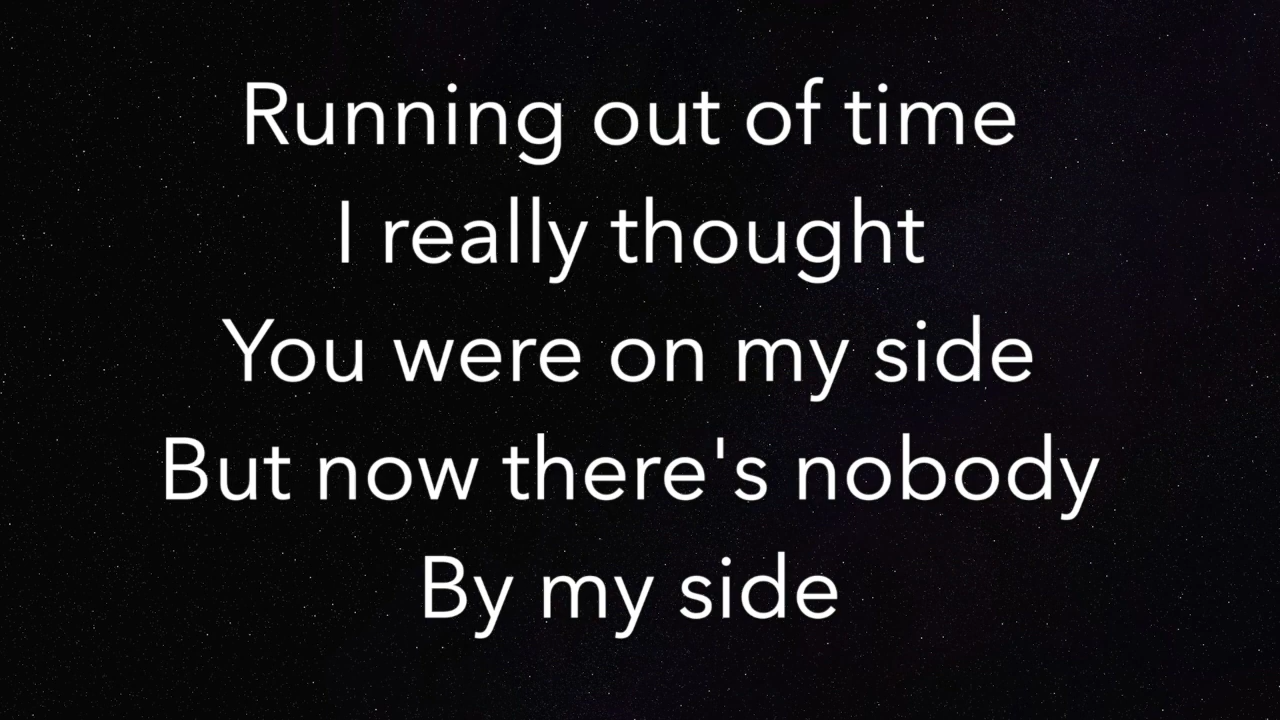 Running out of time
I really thought
You were on my side
But now there's nobody
By my side